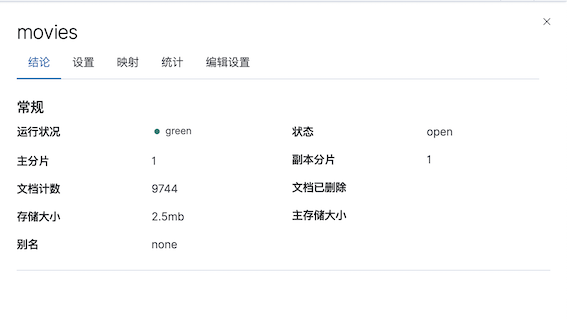 movies
结论 设置 映射 统计 编辑设置
常规
运行状况 green 状态 open
主分片 1 副本分片 1
文档计数 9744 文档已删除
存储大小 2.5mb 主存储大小
别名 none